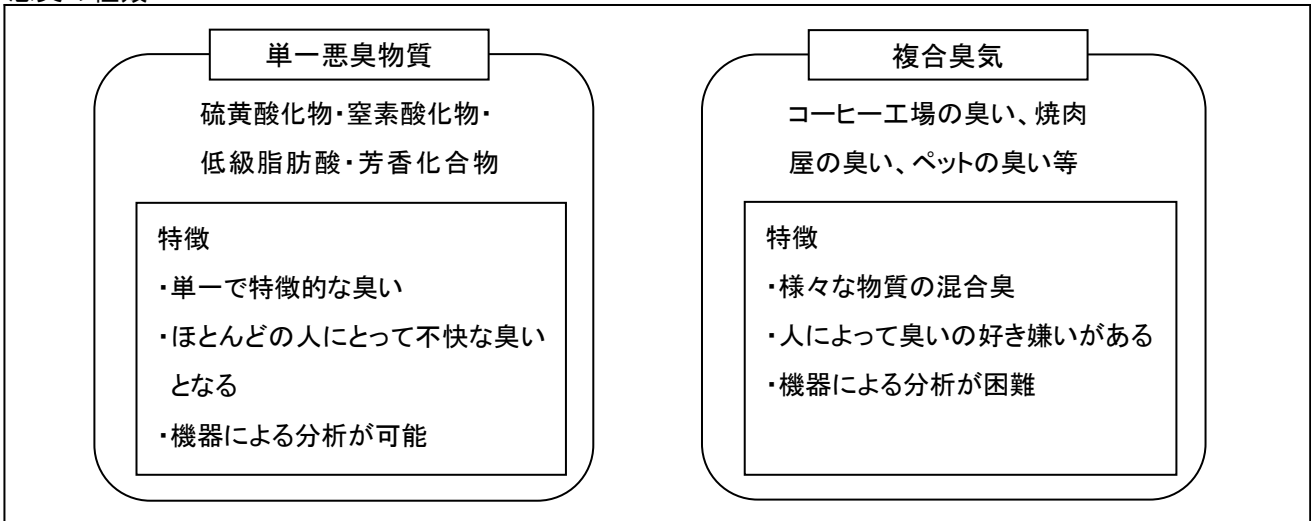 単一悪臭物質
硫黄酸化物・窒素酸化物・
低級脂肪酸・芳香化合物
特徴
・単一で特徴的な臭い
・ほとんどの人にとって不快な臭い
となる
・機器による分析が可能
複合臭気
コーヒー工場の臭い、焼肉
屋の臭い、ペットの臭い等
特徴
・様々な物質の混合臭
・人によって臭いの好き嫌いがある
・機器による分析が困難